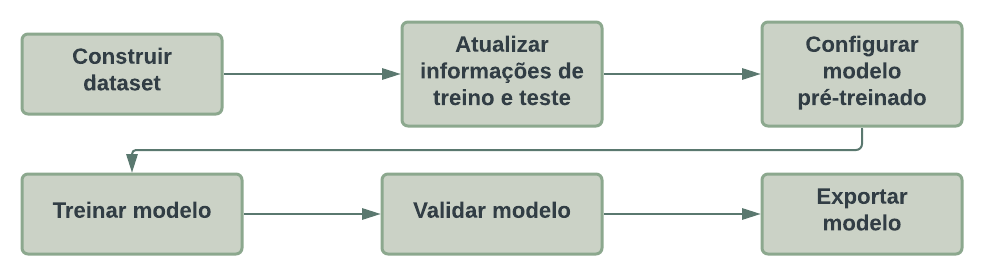 Construir
dataset
Atualizar
informações de
treino e teste
Configurar
modelo
pré-treinado
Treinar modelo
Validar modelo
Exportar
modelo